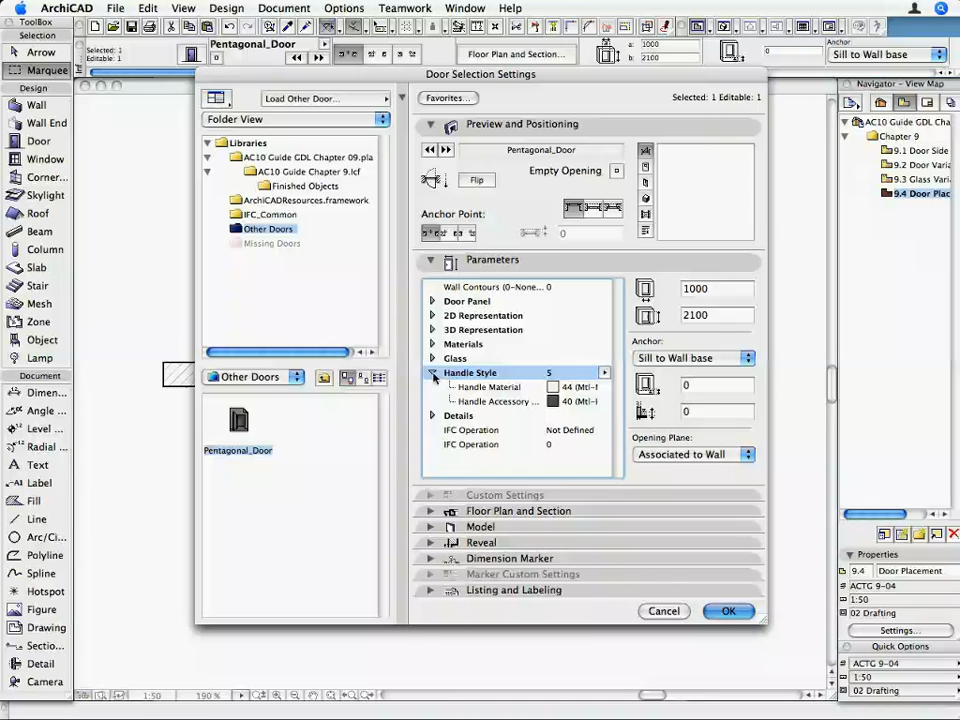 ArchiCAD File Edit View Design Document Options Teamwork Window Help
ToolBox
Selection
Arrow
Marquee
Design
Wall
Wall End
Door
Window
Corner...
Skylight
Roof
Beam
Column
Slab
Stair
Mesh
Zone
Object
Lamp
Document
Dimen...
Angle ...
Level ...
Radial ...
Text
Label
Fill
Line
Arc/Ci...
Polyline
Spline
Hotspot
Figure
Drawing
Sectio...
Detail
Camera
Selected: 1
Editable: 1
Pentagonal_Door
Floor Plan and Section...
a: 1000
b: 2100
0
Anchor
Sill to Wall base
Door Selection Settings
Load Other Door...
Folder View
Libraries
AC10 Guide GDL Chapter 09.pla
AC10 Guide GDL Chapter 9.lcf
Finished Objects
ArchiCADResources.framework
IFC_Common
Other Doors
Missing Doors
Other Doors
Pentagonal_Door
Favorites...
Selected: 1 Editable: 1
Preview and Positioning
Pentagonal_Door
Empty Opening
Flip
Anchor Point:
0
Parameters
Wall Contours (0-None... 0
Door Panel
2D Representation
3D Representation
Materials
Glass
Handle Style 5
Handle Material 44 (Mtl-
Handle Accessory ... 40 (Mtl-
Details
IFC Operation Not Defined
IFC Operation 0
1000
2100
Anchor:
Sill to Wall base
0
0
Opening Plane:
Associated to Wall
Custom Settings
Floor Plan and Section
Model
Reveal
Dimension Marker
Marker Custom Settings
Listing and Labeling
Cancel OK
Navigator - View Map
AC10 GDL Cha
Chapter 9
9.1 Door Side
9.2 Door Varia
9.3 Glass Vari
9.4 Door Plac
Properties
9.4 Door Placement
ACTG 9-04
1:50
02 Drafting
Settings...
Quick Options
ACTG 9-04
1:50
02 Drafting
1:50 190 %